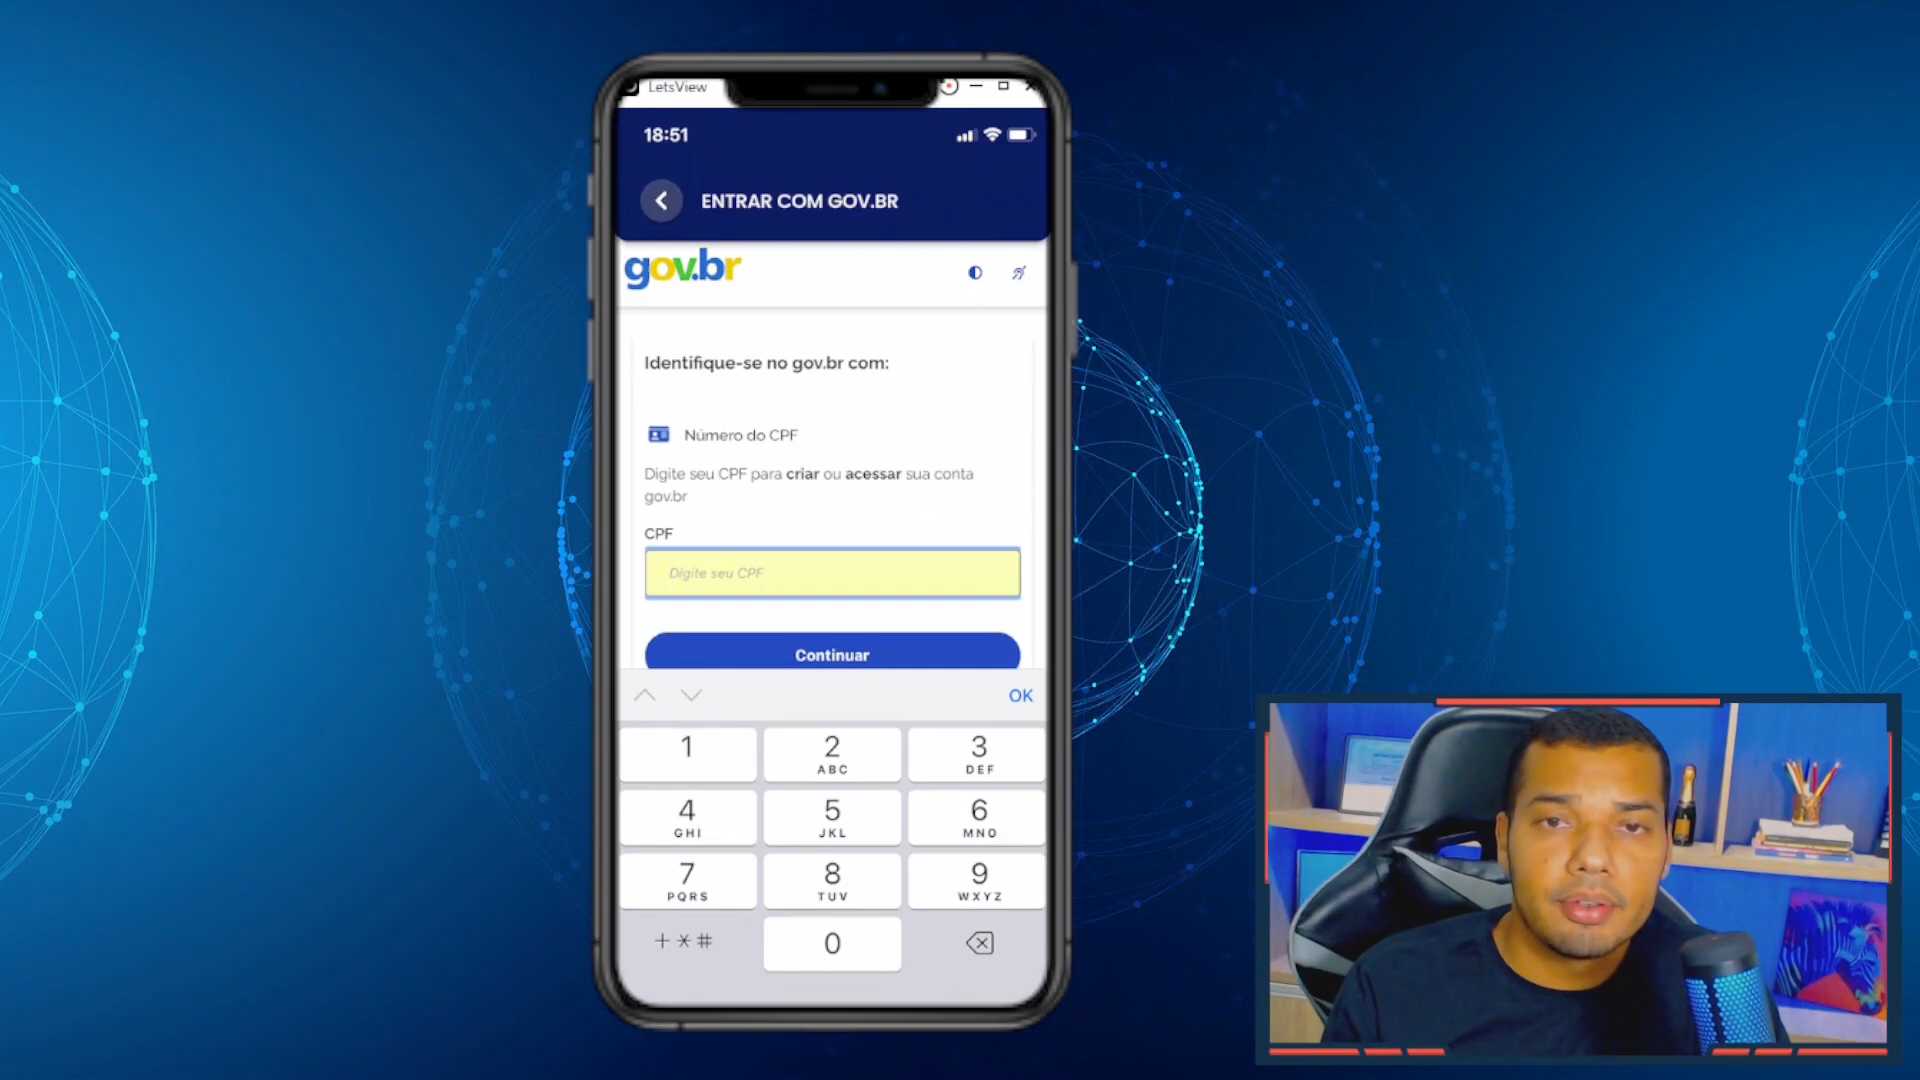 LetsView
18:51
ENTRAR COM GOV.BR
gov.br
Identifique-se no gov.br com:
Número do CPF
Digite seu CPF para criar ou acessar sua conta
gov.br
CPF
Digite seu CPF
Continuar
OK
1
2
ABC
3
DEF
4
GHI
5
JKL
6
MNO
7
PQRS
8
TUV
9
WXYZ
+*#
0